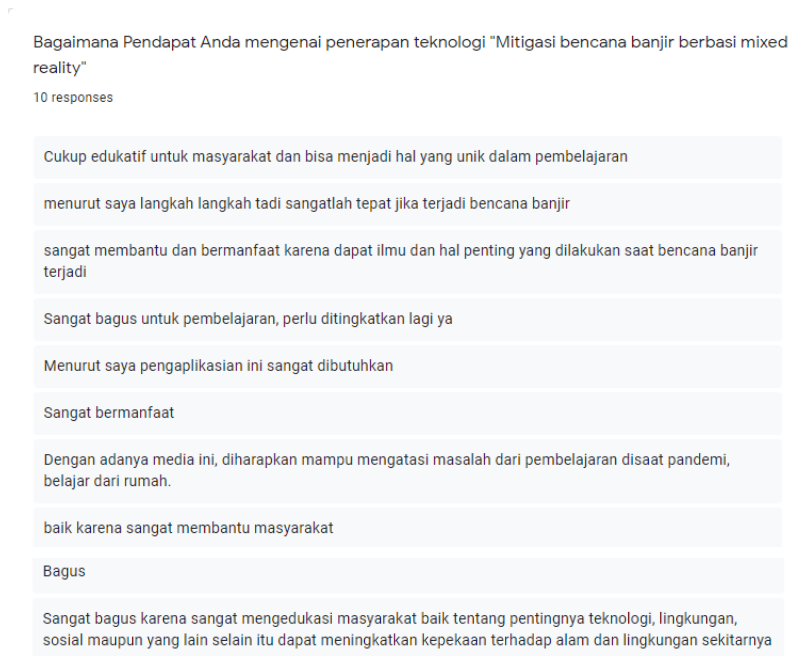 Bagaimana Pendapat Anda mengenai penerapan teknologi "Mitigasi bencana banjir berbasi mixed
reality"
10 responses
Cukup edukatif untuk masyarakat dan bisa menjadi hal yang unik dalam pembelajaran
menurut saya langkah langkah tadi sangatlah tepat jika terjadi bencana banjir
sangat membantu dan bermanfaat karena dapat ilmu dan hal penting yang dilakukan saat bencana banjir
terjadi
Sangat bagus untuk pembelajaran, perlu ditingkatkan lagi ya
Menurut saya pengaplikasian ini sangat dibutuhkan
Sangat bermanfaat
Dengan adanya media ini, diharapkan mampu mengatasi masalah dari pembelajaran disaat pandemi,
belajar dari rumah.
baik karena sangat membantu masyarakat
Bagus
Sangat bagus karena sangat mengedukasi masyarakat baik tentang pentingnya teknologi, lingkungan,
sosial maupun yang lain selain itu dapat meningkatkan kepekaan terhadap alam dan lingkungan sekitarnya